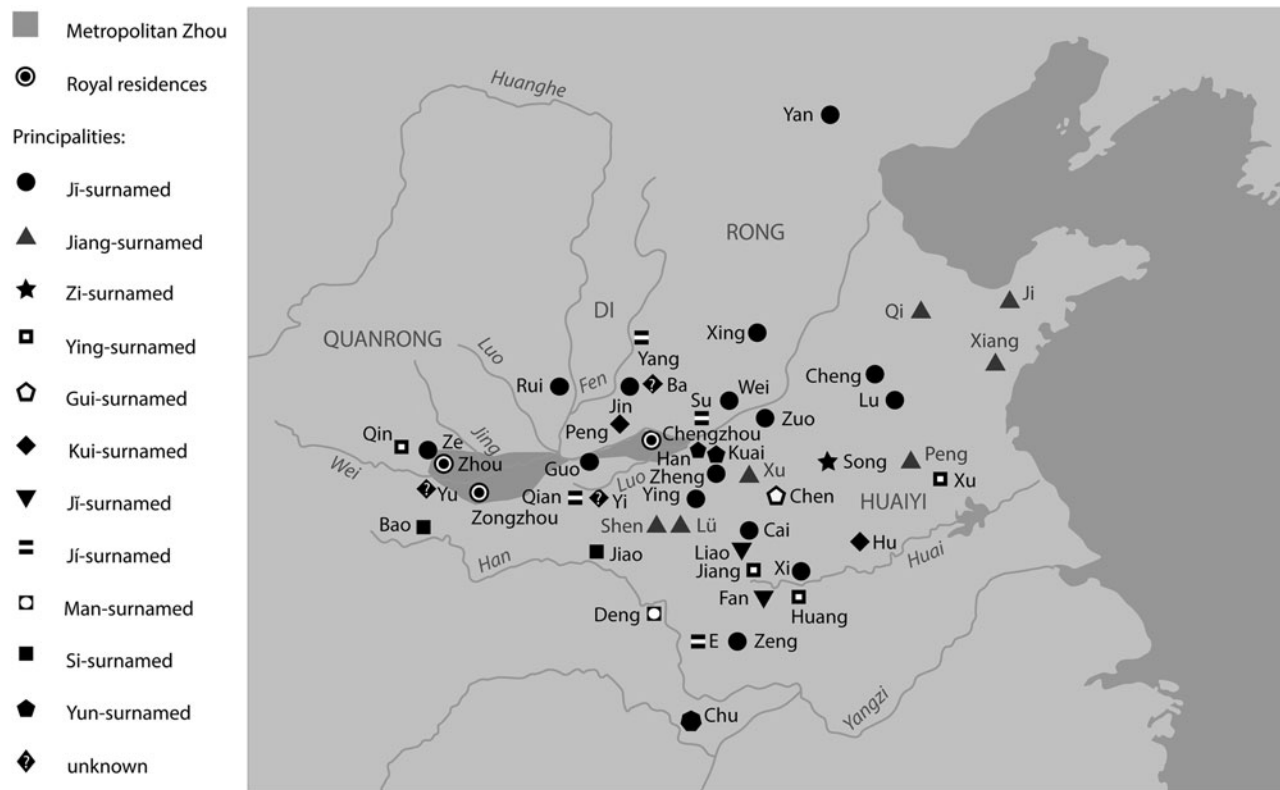 Metropolitan Zhou
Royal residences
Principalities:
Jī-surnamed
Jiang-surnamed
Zi-surnamed
Ying-surnamed
Gui-surnamed
Kui-surnamed
Jĭ-surnamed
Jí-surnamed
Man-surnamed
Si-surnamed
Yun-surnamed
? unknown
Huanghe
Yan
RONG
Ji
Qi
DI
Xing
QUANRONG
Luo
Yang
Xiang
Rui
Fen
? Ba
Wei
Cheng
Jin
Su
Lu
Zuo
Peng
Chengzhou
Qin
Ze
Jing
Han
Kuai
Song
Peng
Wei
Zhou
Guo
Luo
Zheng
Xu
Xu
? Yu
Qian
? Yi
Ying
Chen
HUAIYI
Zongzhou
Bao
Shen
Lü
Cai
Hu
Huai
Han
Jiao
Liao
Jiang
Xi
Fan
Huang
Deng
E
Zeng
Chu
Yangzi